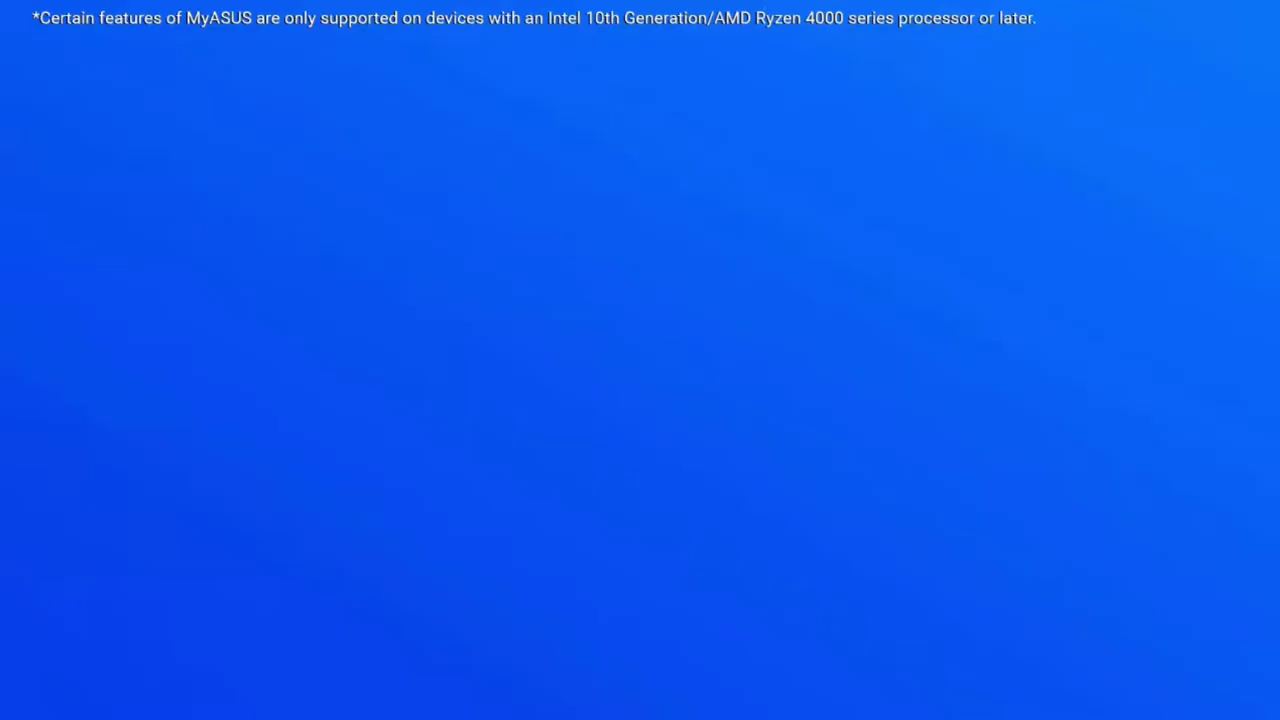 *Certain features of MyASUS are only supported on devices with an Intel 10th Generation/AMD Ryzen 4000 series processor or later.